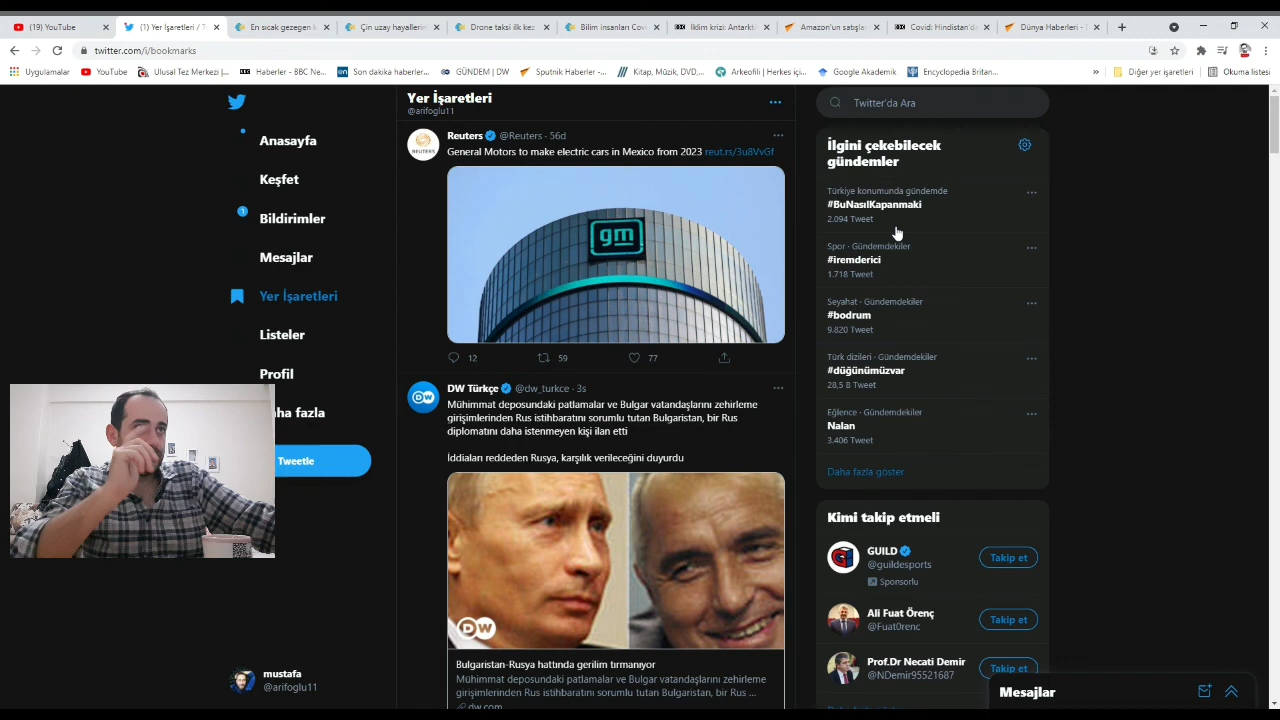 (19) YouTube
(1) Yer İşaretleri / T
En sıcak gezegen k
Çin uzay hayallerin
Drone taksi ilk kez
Bilim insanları Cov
İklim krizi: Antarkt
Amazon'un satışla
Covid: Hindistan'da
Dünya Haberleri -
twitter.com/i/bookmarks
Uygulamalar
YouTube
Ulusal Tez Merkezi |...
Haberler - BBC Ne...
Son dakika haberler...
GÜNDEM | DW
Sputnik Haberler -...
Kitap, Müzik, DVD,...
Arkeofili | Herkes içi...
Google Akademik
Encyclopedia Britan...
»
Diğer yer işaretleri
Okuma listesi
Anasayfa
Keşfet
1
Bildirimler
Mesajlar
Yer İşaretleri
Listeler
Profil
aha fazla
Tweetle
mustafa
@arifoglu11
Yer İşaretleri
@arifoglu11
Reuters @Reuters · 56d
General Motors to make electric cars in Mexico from 2023 reut.rs/3u8VvGf
REUTERS
gm
12
59
77
DW Türkçe @dw_turkce · 3s
Mühimmat deposundaki patlamalar ve Bulgar vatandaşlarını zehirleme
girişimlerinden Rus istihbaratını sorumlu tutan Bulgaristan, bir Rus
diplomatını daha istenmeyen kişi ilan etti
İddiaları reddeden Rusya, karşılık verileceğini duyurdu
DW
DW
Bulgaristan-Rusya hattında gerilim tırmanıyor
Mühimmat deposundaki patlamalar ve Bulgar vatandaşlarını zehirleme
girişimlerinden Rus istihbaratını sorumlu tutan Bulgaristan, bir Rus ...
dw.com
Twitter'da Ara
İlgini çekebilecek
gündemler
Türkiye konumunda gündemde
#BuNasılKapanmaki
2.094 Tweet
Spor · Gündemdekiler
#iremderici
1.718 Tweet
Seyahat · Gündemdekiler
#bodrum
9.820 Tweet
Türk dizileri · Gündemdekiler
#düğünümüzvar
28,5 B Tweet
Eğlence · Gündemdekiler
Nalan
3.406 Tweet
Daha fazla göster
Kimi takip etmeli
GUILD
@guildesports
Sponsorlu
Takip et
Ali Fuat Örenç
@Fuat0renc
Takip et
Prof.Dr Necati Demir
@NDemir95521687
Takip et
Mesajlar